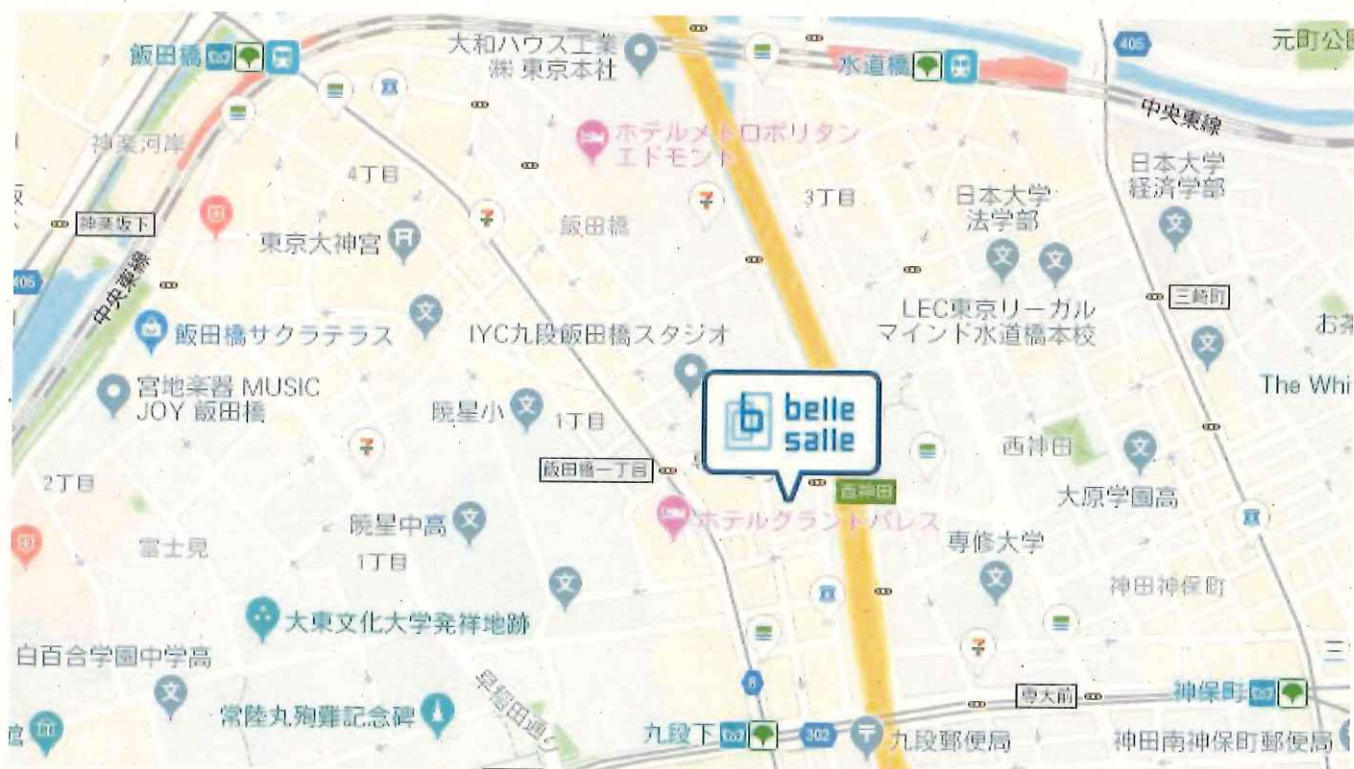 飯田橋
大和ハウス工業
㈱ 東京本社
水道橋
405
元町公園
中央東線
神楽河岸
4丁目
ホテルメトロポリタン
エドモント
3丁目
日本大学
経済学部
日本大学
法学部
神楽坂下
東京大神宮
飯田橋
405
中央東線
三崎町
LEC東京リーガル
マインド水道橋本校
飯田橋サクラテラス
IYC九段飯田橋スタジオ
お茶
宮地楽器 MUSIC
JOY 飯田橋
The Whi
暁星小
1丁目
belle
salle
西神田
飯田橋一丁目
2丁目
西神田
大原学園高
ホテルグランドパレス
暁星中高
富士見
1丁目
専修大学
神田神保町
大東文化大学発祥地跡
白百合学園中学高
早稲田通り
8
専大前
神保町
常陸丸殉難記念碑
九段下
302
九段郵便局
神田南神保町郵便局
館